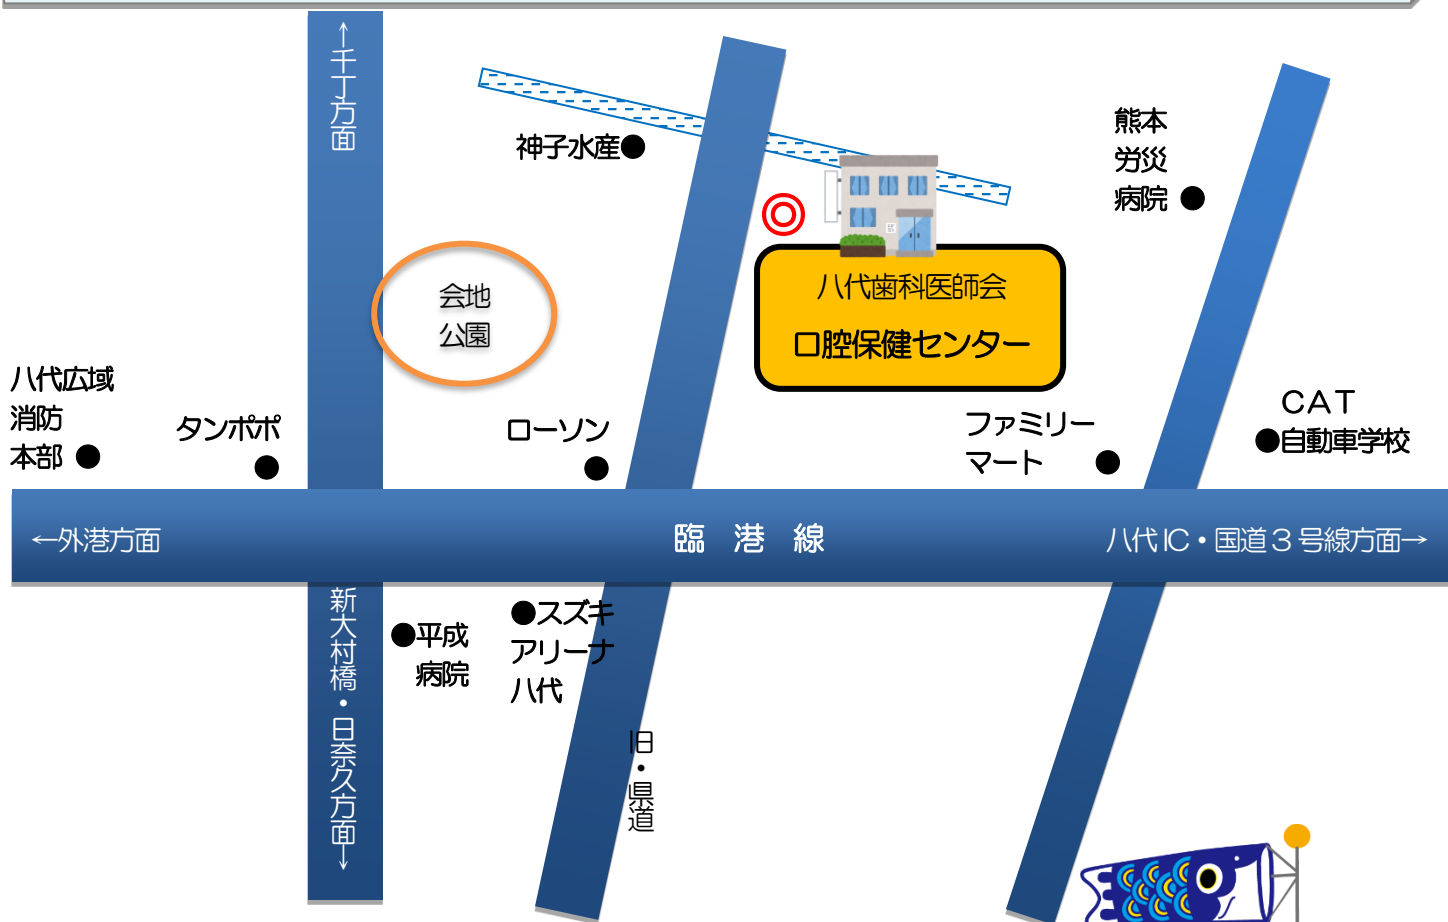 ←千丁方面
神子水産●
熊本
労災
病院 ●
会地
公園
八代歯科医師会
口腔保健センター
八代広域
消防
本部 ●
タンポポ
●
ローソン
●
ファミリー
マート ●
CAT
●自動車学校
←外港方面
臨 港 線
八代IC・国道3号線方面→
新大村橋・日奈久方面→
●平成
病院
●スズキ
アリーナ
八代
旧・県道